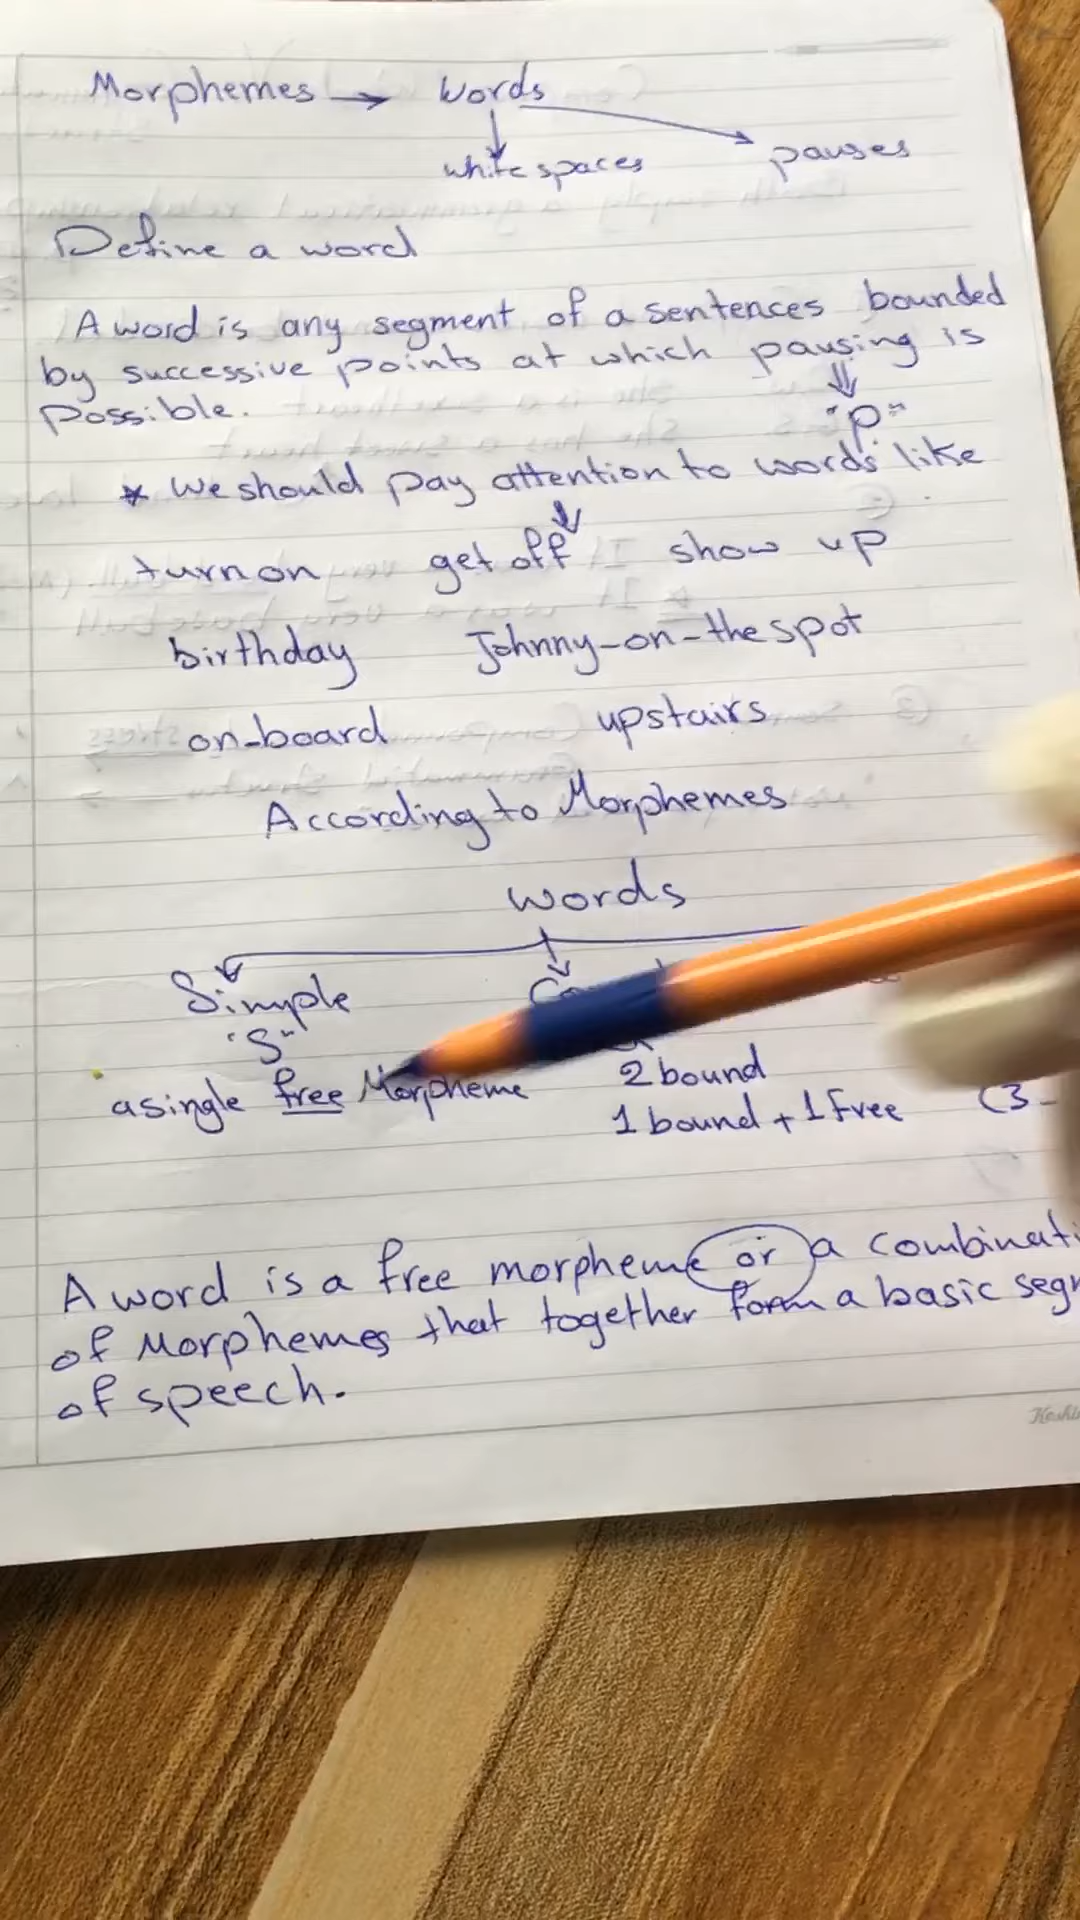 Morphemes → Words
white spaces
pauses
Define a word
A word is any segment of a sentences bounded
by successive points at which pausing is
possible.
"P"
* We should pay attention to words like
turn on get off show up
birthday Johnny-on-the spot
on-board upstairs
According to Morphemes
words
Simple
"S"
a single free Morpheme
2 bound
1 bound + 1 Free
(3-
A word is a free morpheme or a
of Morphemes that together form a basic
of speech.